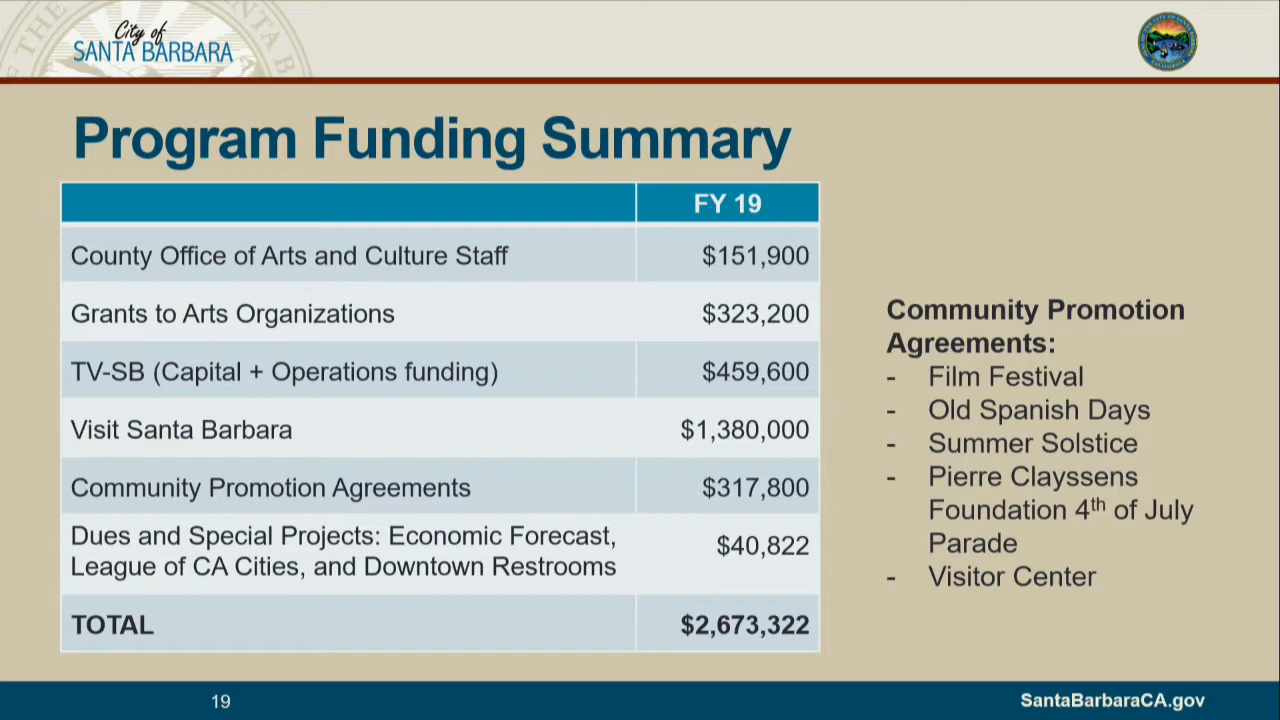 City of
SANTA BARBARA
Program Funding Summary
FY 19
County Office of Arts and Culture Staff $151,900
Grants to Arts Organizations $323,200
TV-SB (Capital + Operations funding) $459,600
Visit Santa Barbara $1,380,000
Community Promotion Agreements $317,800
Dues and Special Projects: Economic Forecast,
League of CA Cities, and Downtown Restrooms $40,822
TOTAL $2,673,322
Community Promotion
Agreements:
- Film Festival
- Old Spanish Days
- Summer Solstice
- Pierre Clayssens
Foundation 4th of July
Parade
- Visitor Center
19
SantaBarbaraCA.gov